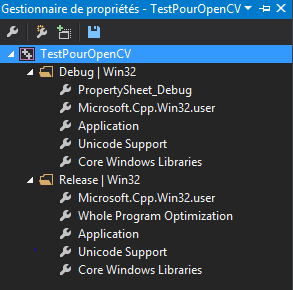 Gestionnaire de propriétés - TestPourOpenCV
TestPourOpenCV
Debug | Win32
PropertySheet_Debug
Microsoft.Cpp.Win32.user
Application
Unicode Support
Core Windows Libraries
Release | Win32
Microsoft.Cpp.Win32.user
Whole Program Optimization
Application
Unicode Support
Core Windows Libraries